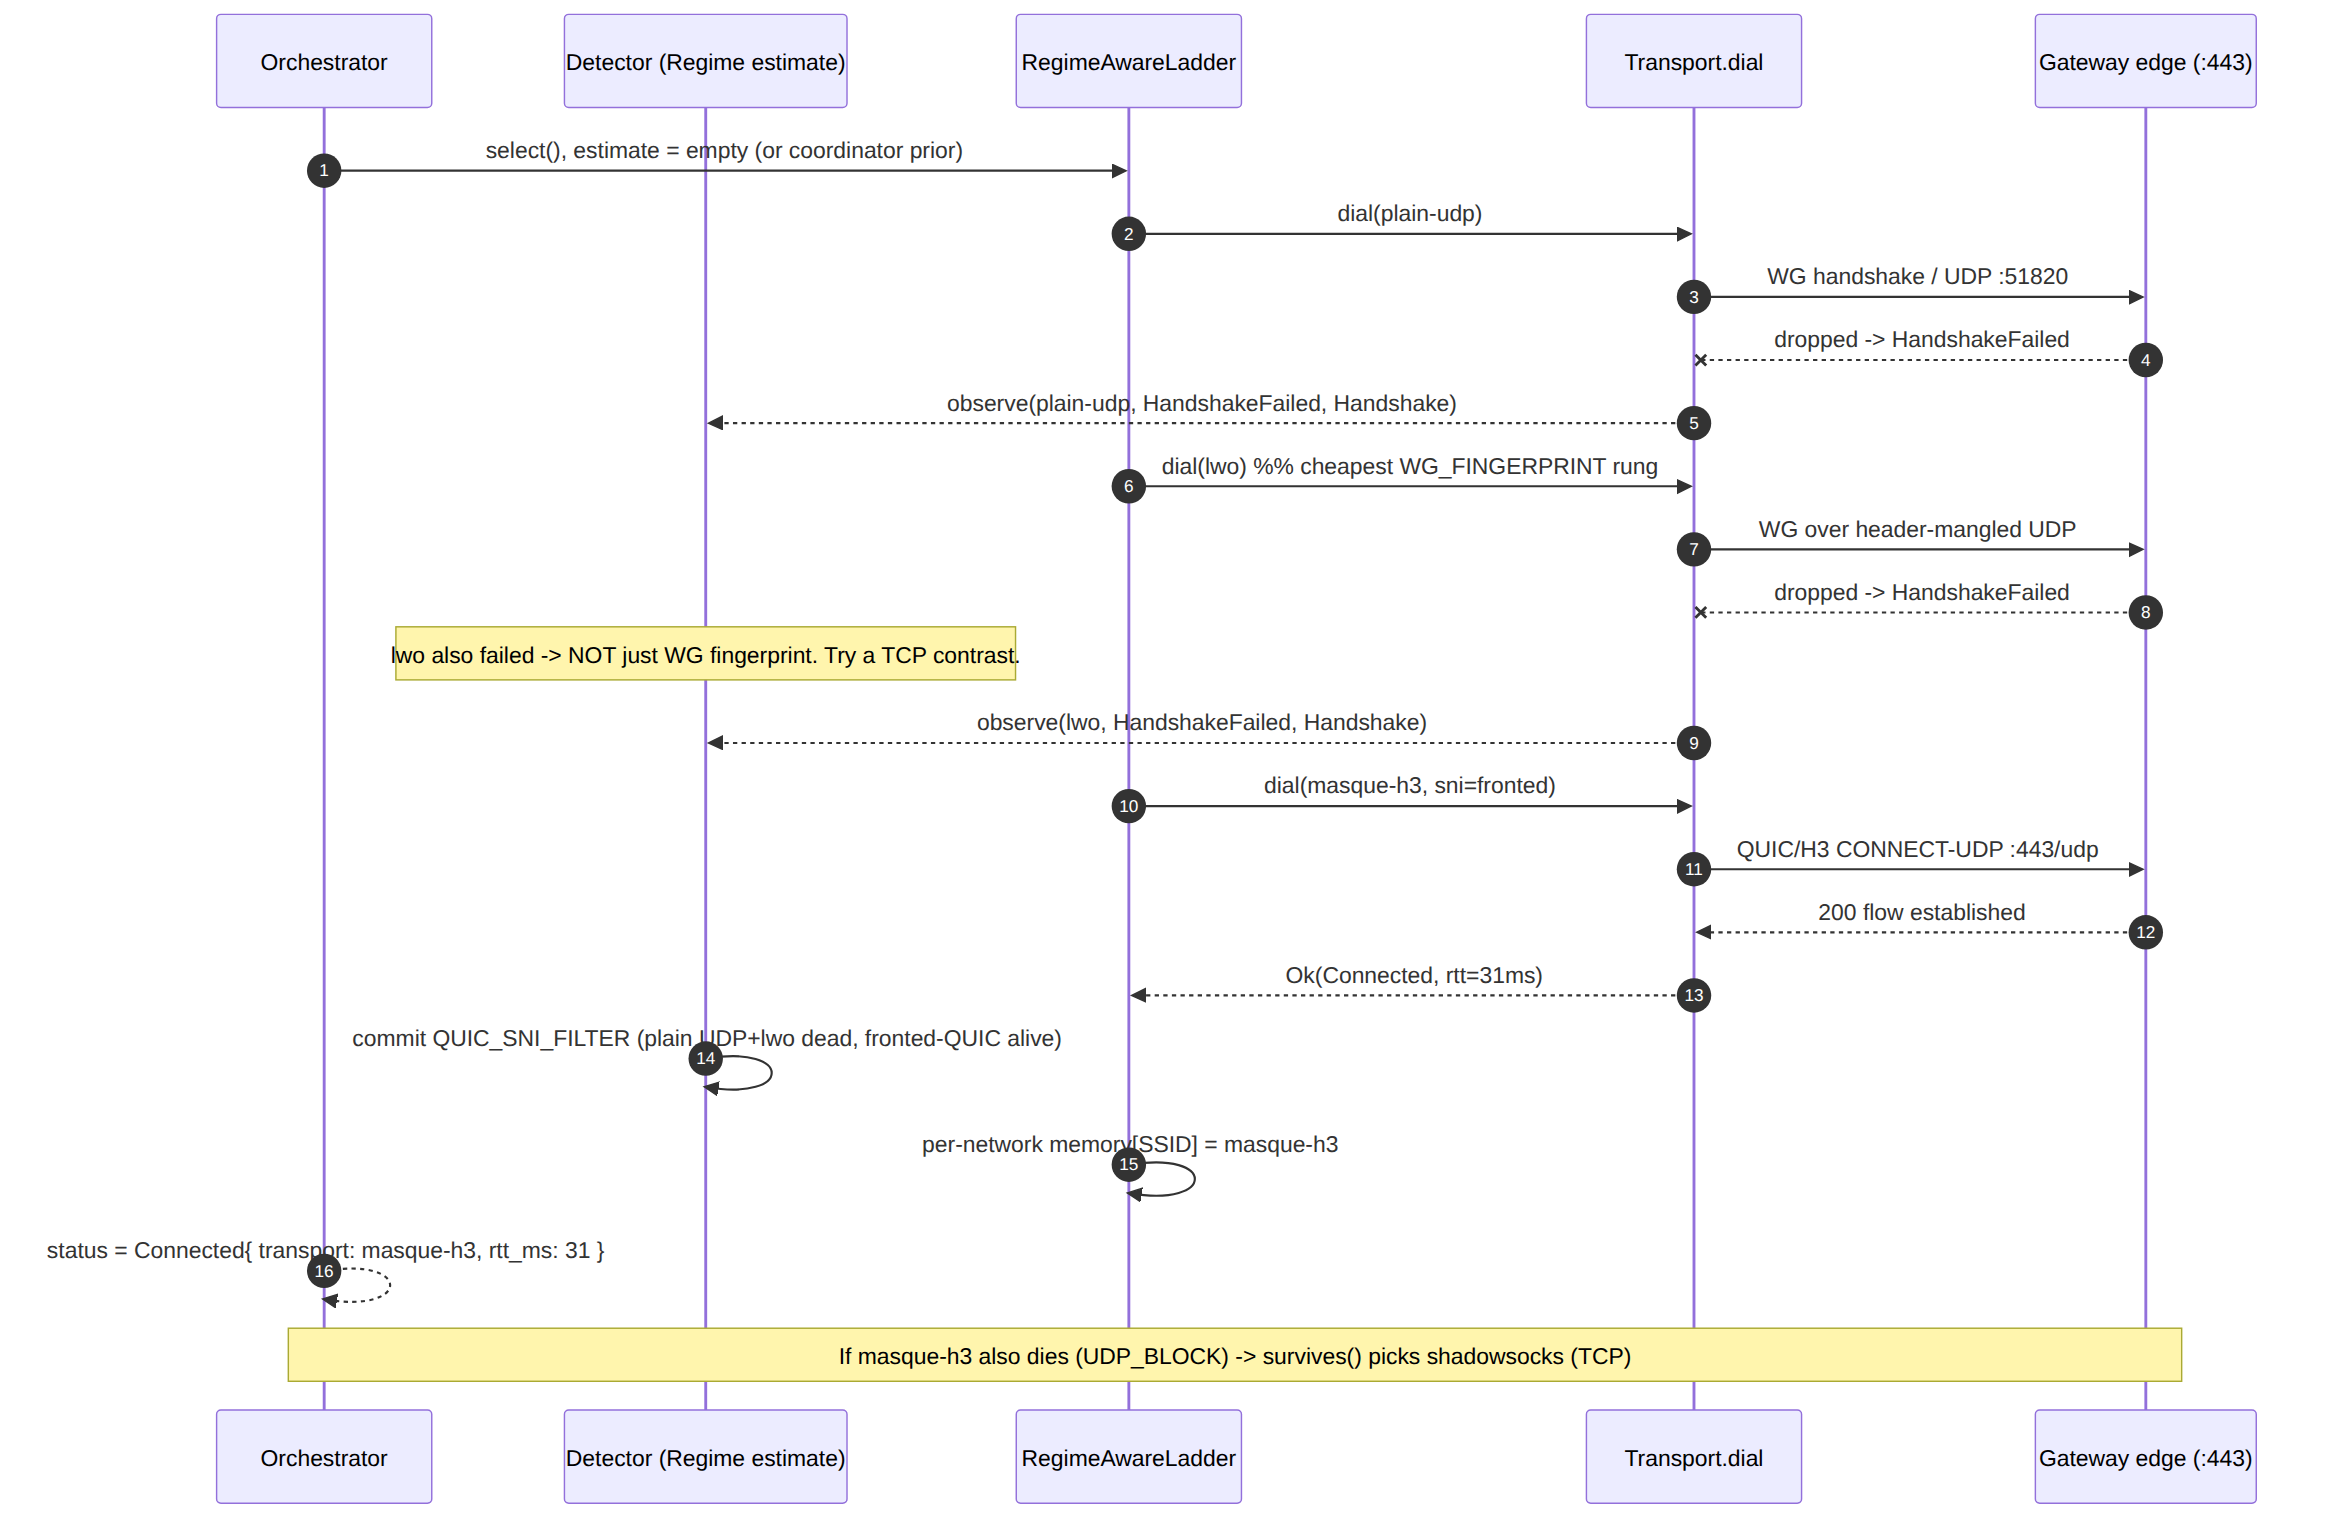 Orchestrator
Detector (Regime estimate)
RegimeAwareLadder
Transport.dial
Gateway edge (:443)
select(), estimate = empty (or coordinator prior)
1
dial(plain-udp)
2
WG handshake / UDP :51820
3
dropped -> HandshakeFailed
4
observe(plain-udp, HandshakeFailed, Handshake)
5
dial(lwo) %% cheapest WG_FINGERPRINT rung
6
WG over header-mangled UDP
7
dropped -> HandshakeFailed
8
lwo also failed -> NOT just WG fingerprint. Try a TCP contrast.
observe(lwo, HandshakeFailed, Handshake)
9
dial(masque-h3, sni=fronted)
10
QUIC/H3 CONNECT-UDP :443/udp
11
200 flow established
12
Ok(Connected, rtt=31ms)
13
commit QUIC_SNI_FILTER (plain UDP+lwo dead, fronted-QUIC alive)
14
per-network memory[SSID] = masque-h3
15
status = Connected{ transport: masque-h3, rtt_ms: 31 }
16
If masque-h3 also dies (UDP_BLOCK) -> survives() picks shadowsocks (TCP)
Orchestrator
Detector (Regime estimate)
RegimeAwareLadder
Transport.dial
Gateway edge (:443)